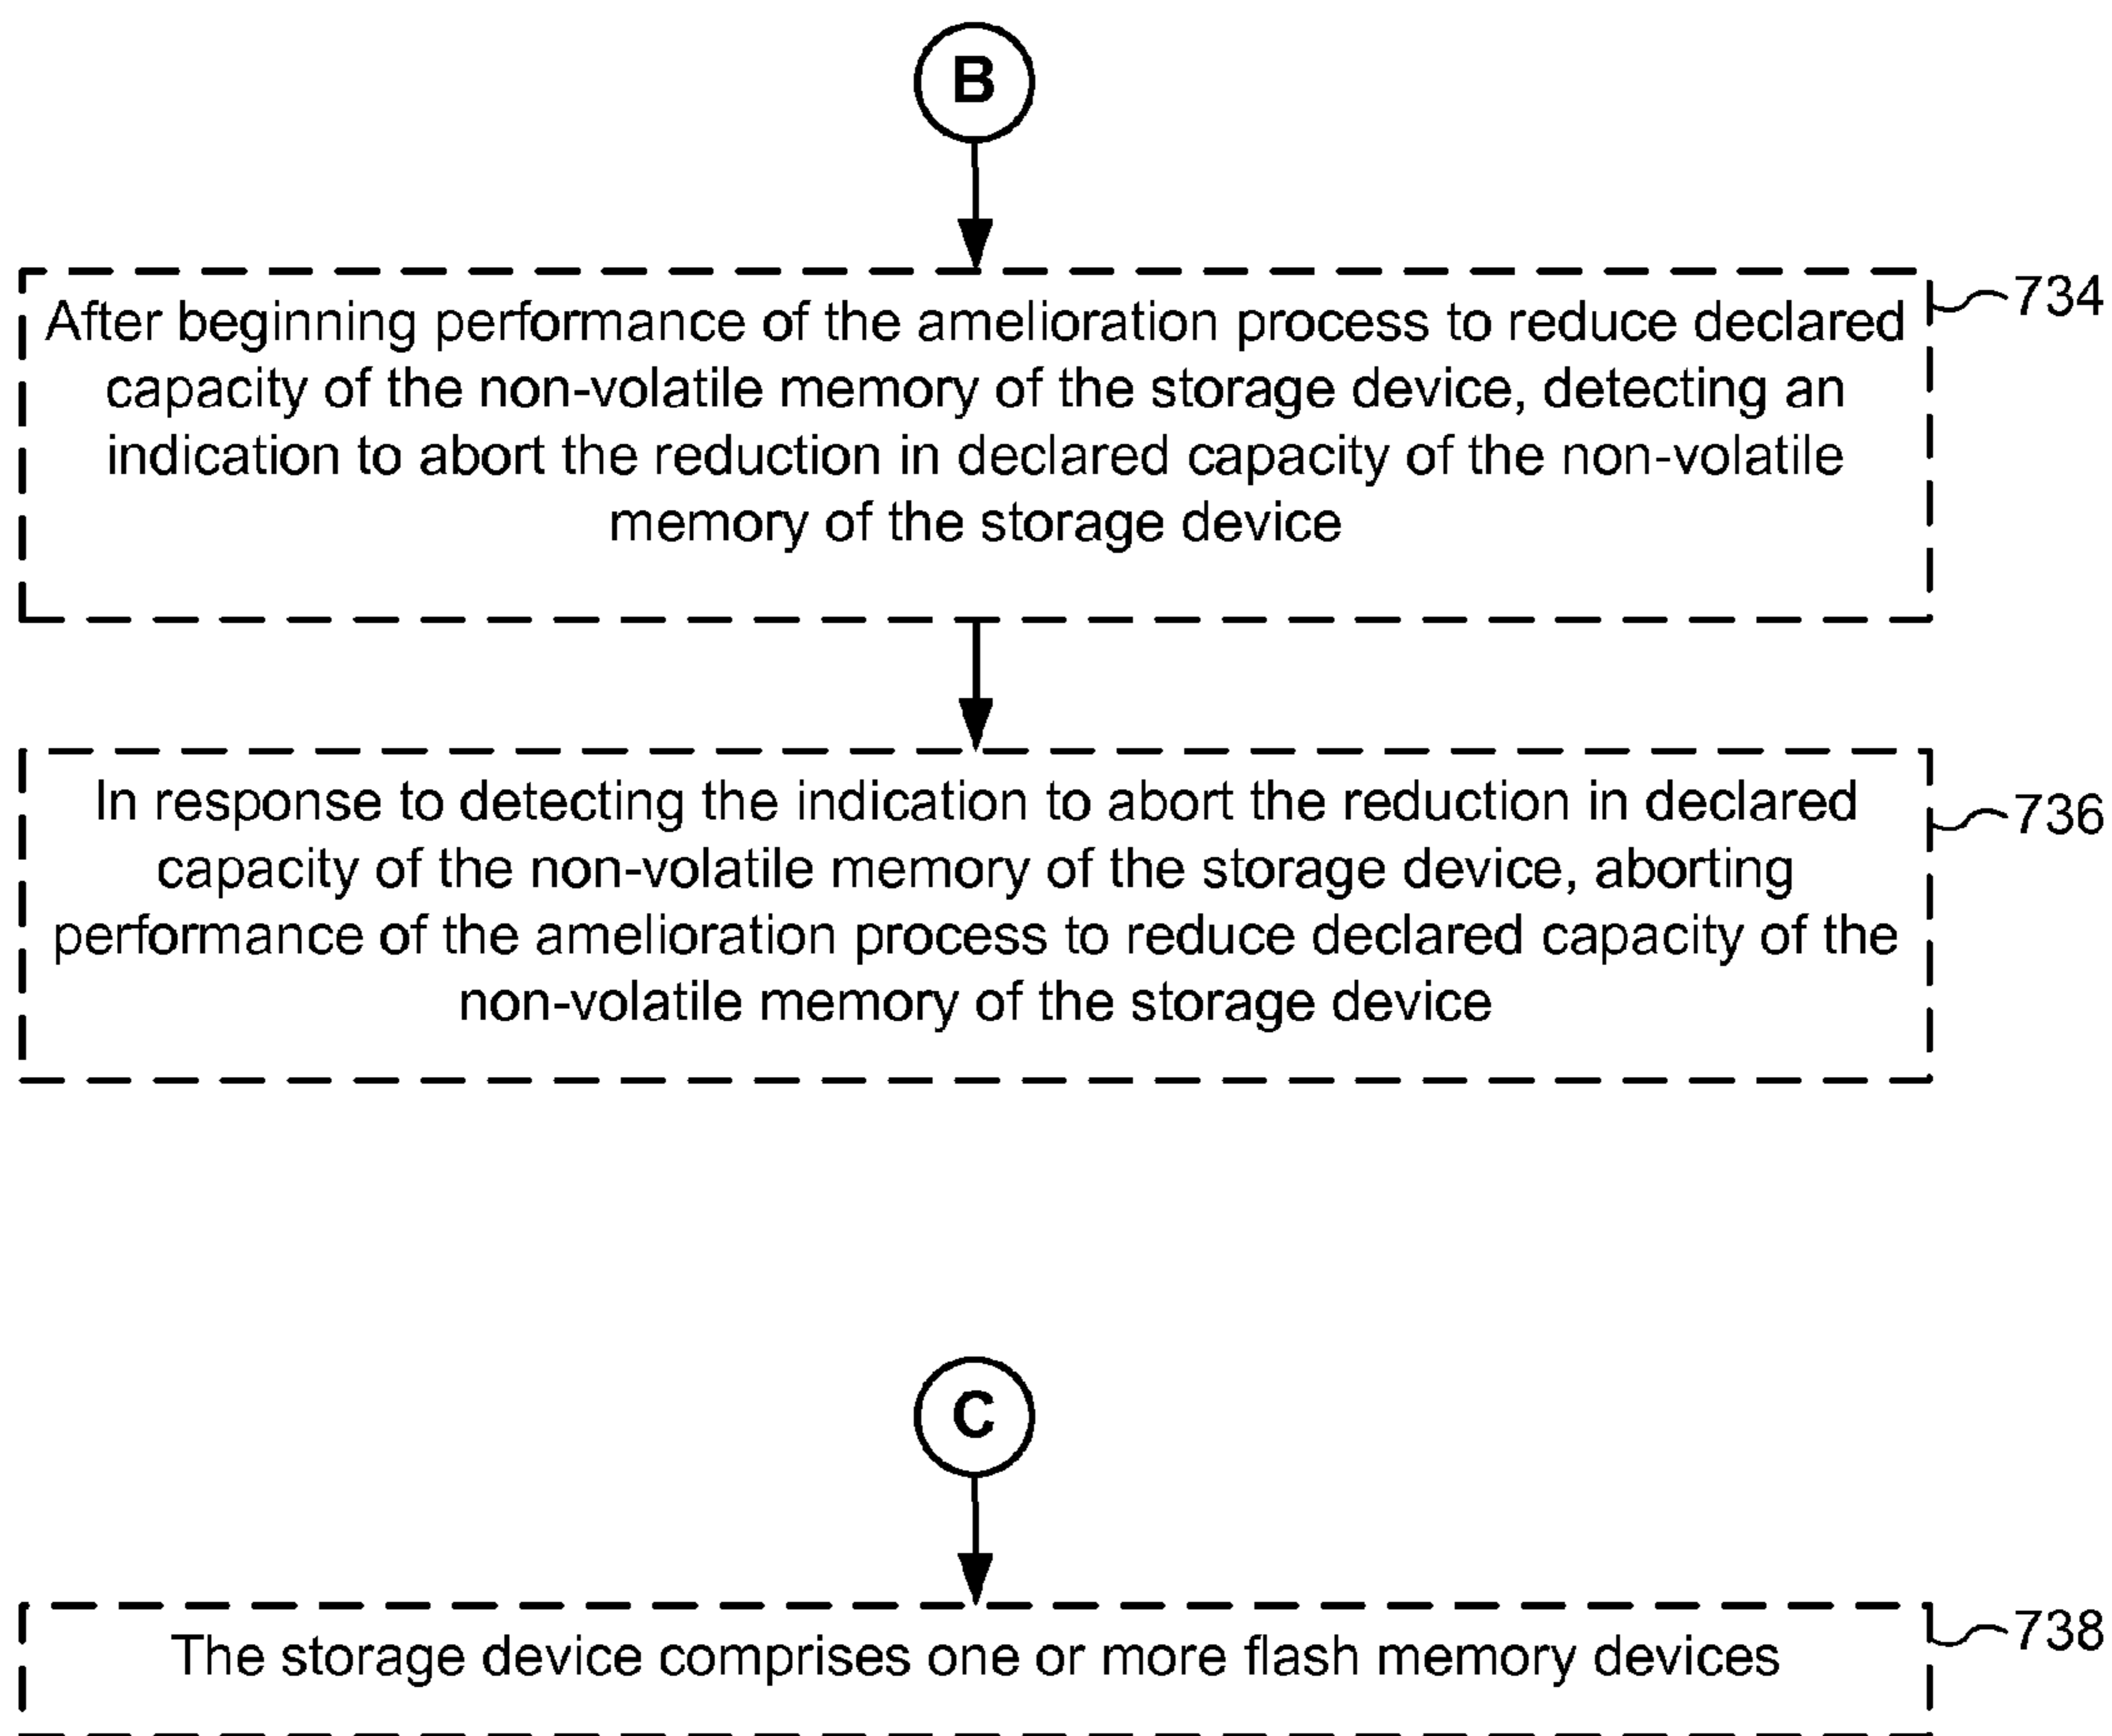 B
After beginning performance of the amelioration process to reduce declared
734
capacity of the non-volatile memory of the storage device, detecting an
indication to abort the reduction in declared capacity of the non-volatile
memory of the storage device
In response to detecting the indication to abort the reduction in declared
736
capacity of the non-volatile memory of the storage device, aborting
performance of the amelioration process to reduce declared capacity of the
non-volatile memory of the storage device
C
The storage device comprises one or more flash memory devices
738